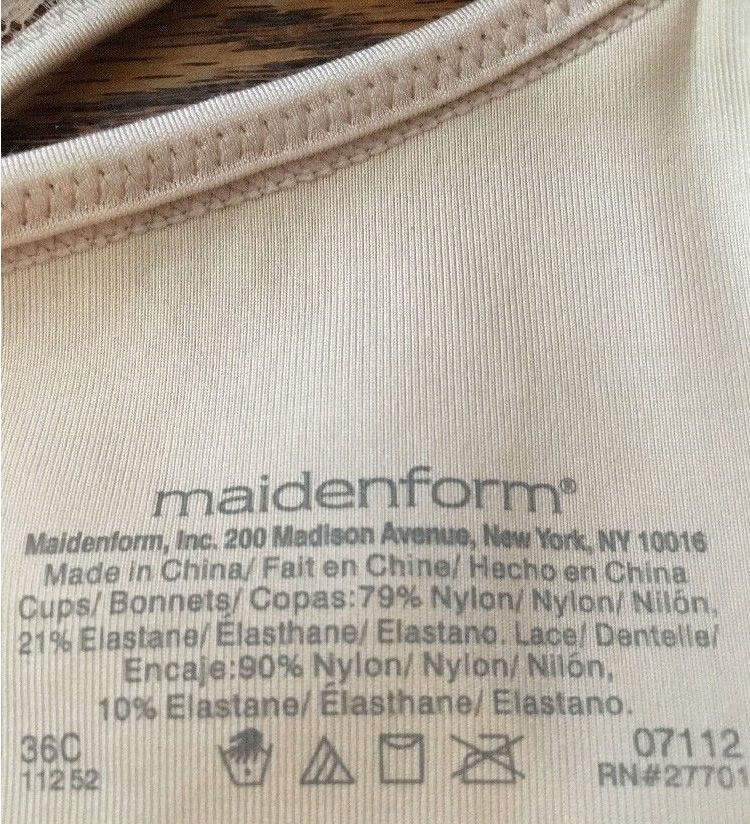 maidenform®
Maidenform, Inc. 200 Madison Avenue, New York, NY 10016
Made in China/ Fait en Chine/ Hecho en China
Cups/ Bonnets/ Copas:79% Nylon/ Nylon/ Nilón,
21% Elastane/ Élasthane/ Elastano. Lace/ Dentelle/
Encaje:90% Nylon/ Nylon/ Nilón,
10% Elastane/ Élasthane/ Elastano.
36C 07112
112 52 RN#27701